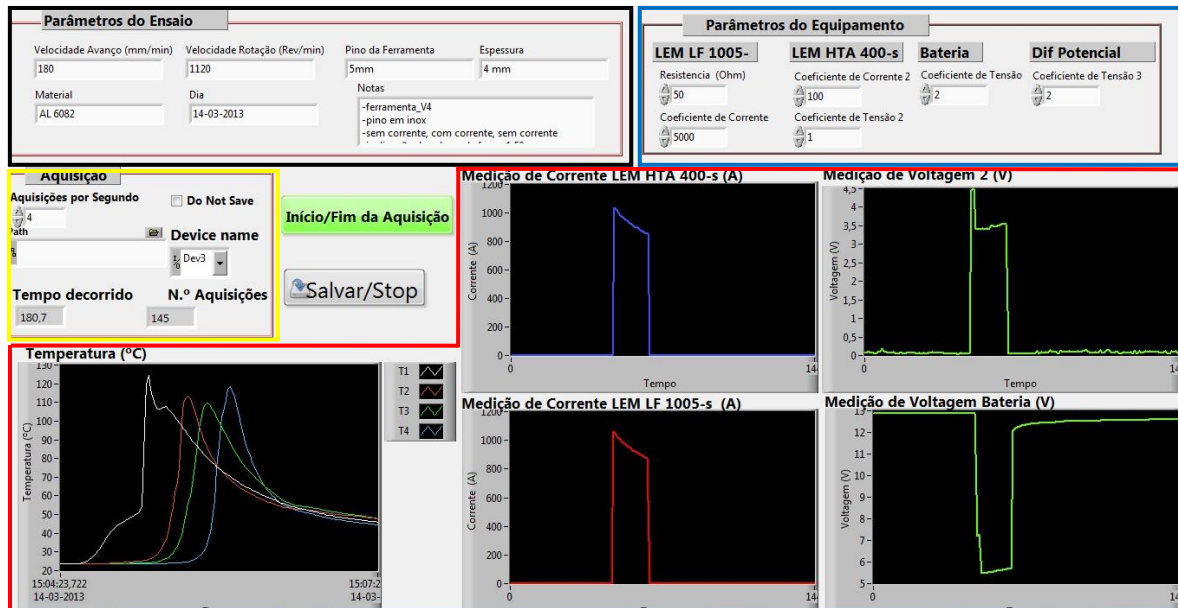 Parâmetros do Ensaio
Velocidade Avanço (mm/min)
Velocidade Rotação (Rev/min)
Pino da Ferramenta
Espessura
180
1120
5mm
4 mm
Material
Dia
Notas
AL 6082
14-03-2013
-ferramenta_V4
-pino em inox
-sem corrente, com corrente, sem corrente
Parâmetros do Equipamento
LEM LF 1005-
LEM HTA 400-s
Bateria
Dif Potencial
Resistencia (Ohm)
Coeficiente de Corrente 2
Coeficiente de Tensão
Coeficiente de Tensão 3
50
100
2
2
Coeficiente de Corrente
Coeficiente de Tensão 2
5000
1
Aquisição
Aquisições por Segundo
Do Not Save
4
Path
Device name
Dev3
Tempo decorrido
N.º Aquisições
180,7
145
Início/Fim da Aquisição
Salvar/Stop
Medição de Corrente LEM HTA 400-s (A)
1200
1000
800
600
400
200
0
Corrente (A)
0
14
Tempo
Medição de Voltagem 2 (V)
4,5
4
3,5
3
2,5
2
1,5
1
0,5
0
Voltagem (V)
0
14
Tempo
Temperatura (ºC)
130
120
110
100
90
80
70
60
50
40
30
20
Temperatura (ºC)
15:04:23,722
14-03-2013
15:07:2
14-03-
T1
T2
T3
T4
Medição de Corrente LEM LF 1005-s (A)
1200
1000
800
600
400
200
0
Corrente (A)
0
14
Medição de Voltagem Bateria (V)
13
12
11
10
9
8
7
6
5
Voltagem (V)
0
14